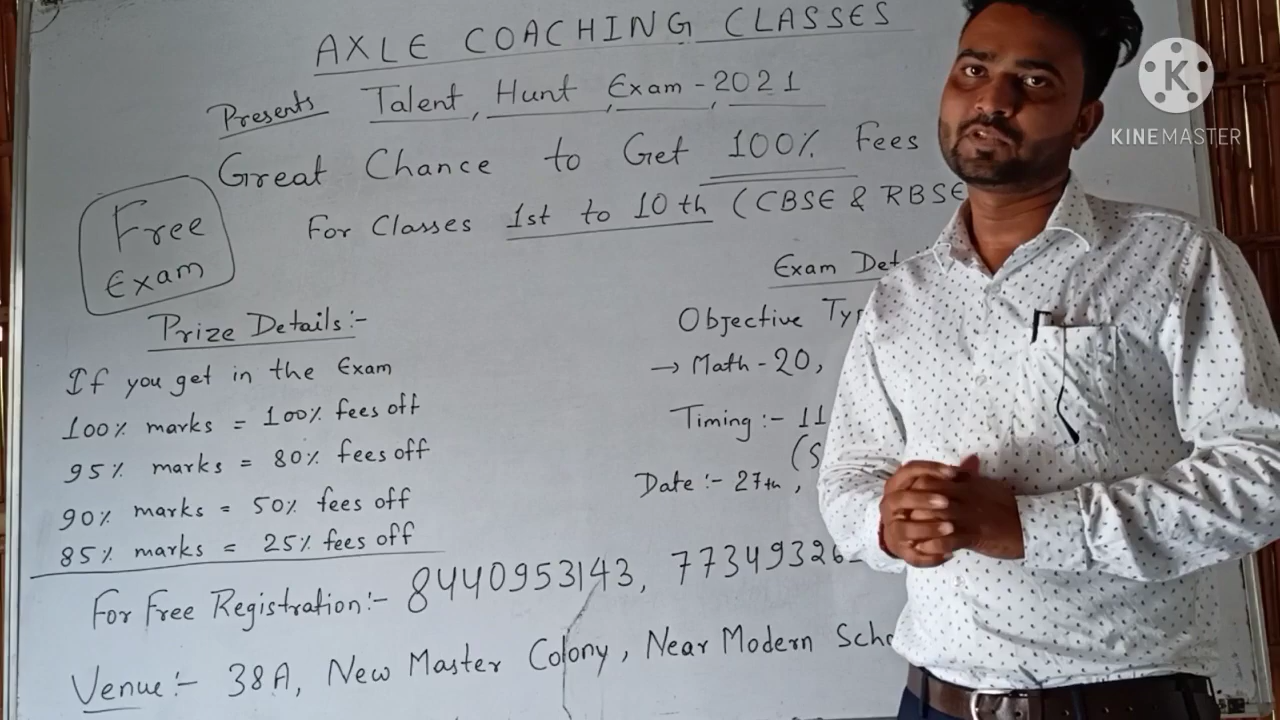 AXLE COACHING CLASSES
Presents Talent Hunt Exam-2021
Great Chance to Get 100% Fees
For Classes 1st to 10th (CBSE & RBSE
Free
Exam
Prize Details:-
If you get in the Exam
100% marks = 100% fees off
95% marks = 80% fees off
90% marks = 50% fees off
85% marks = 25% fees off
Exam
Objective
→ Math - 20,
Timing :- 11
Date :- 27th,
For Free Registration:- 8440953143, 77349326
Venue:- 38A, New Master Colony, Near Modern
K
KINEMASTER